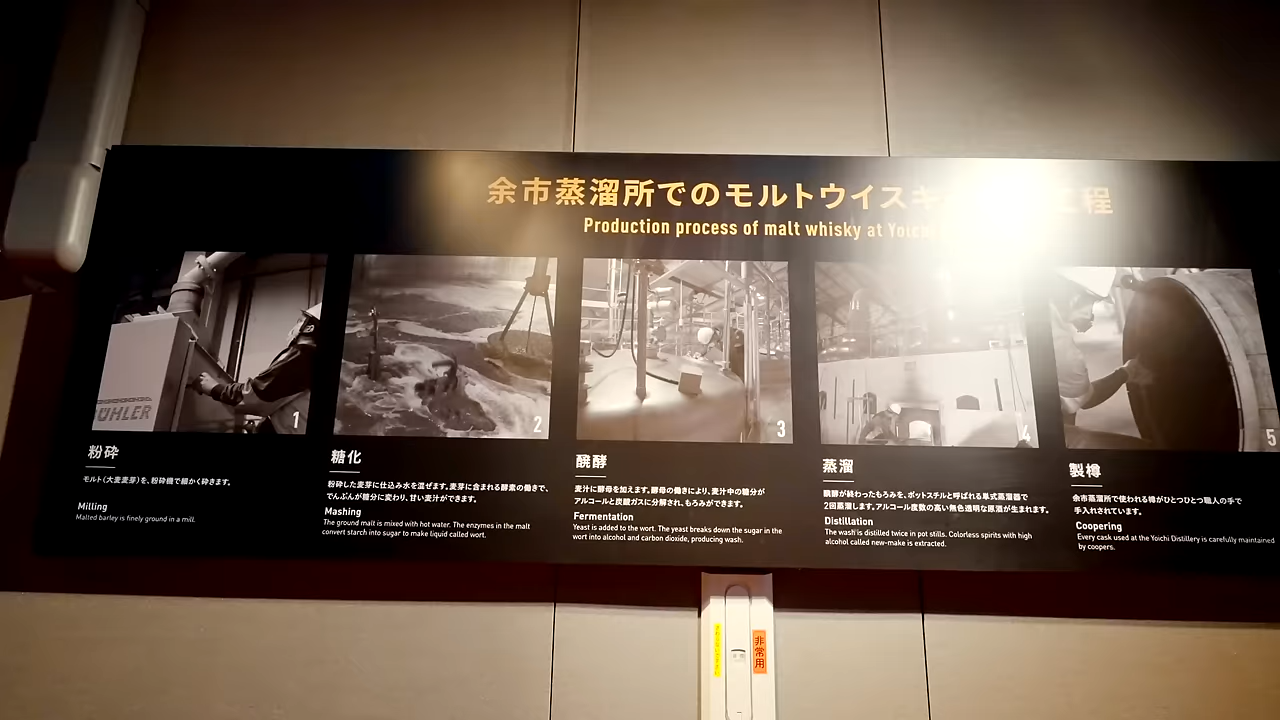 余市蒸溜所でのモルトウイスキ 工程
Production process of malt whisky at Yoichi
ÜHLER
1
2
3
4
5
粉砕
モルト(大麦麦芽)を、粉砕機で細かく砕きます。
Milling
Malted barley is finely ground in a mill.
糖化
粉砕した麦芽に仕込み水を混ぜます。麦芽に含まれる酵素の働きで、
でんぷんが糖分に変わり、甘い麦汁ができます。
Mashing
The ground malt is mixed with hot water. The enzymes in the malt
convert starch into sugar to make liquid called wort.
醗酵
麦汁に酵母を加えます。酵母の働きにより、麦汁中の糖分が
アルコールと炭酸ガスに分解され、もろみができます。
Fermentation
Yeast is added to the wort. The yeast breaks down the sugar in the
wort into alcohol and carbon dioxide, producing wash.
蒸溜
醗酵が終わったもろみを、ポットスチルと呼ばれる単式蒸溜器で
2回蒸溜します。アルコール度数の高い無色透明な原酒が生まれます。
Distillation
The wash is distilled twice in pot stills. Colorless spirits with high
alcohol called new-make is extracted.
製樽
余市蒸溜所で使われる樽がひとつひとつ職人の手で
手入れされています。
Coopering
Every cask used at the Yoichi Distillery is carefully maintained
by coopers.
非常用